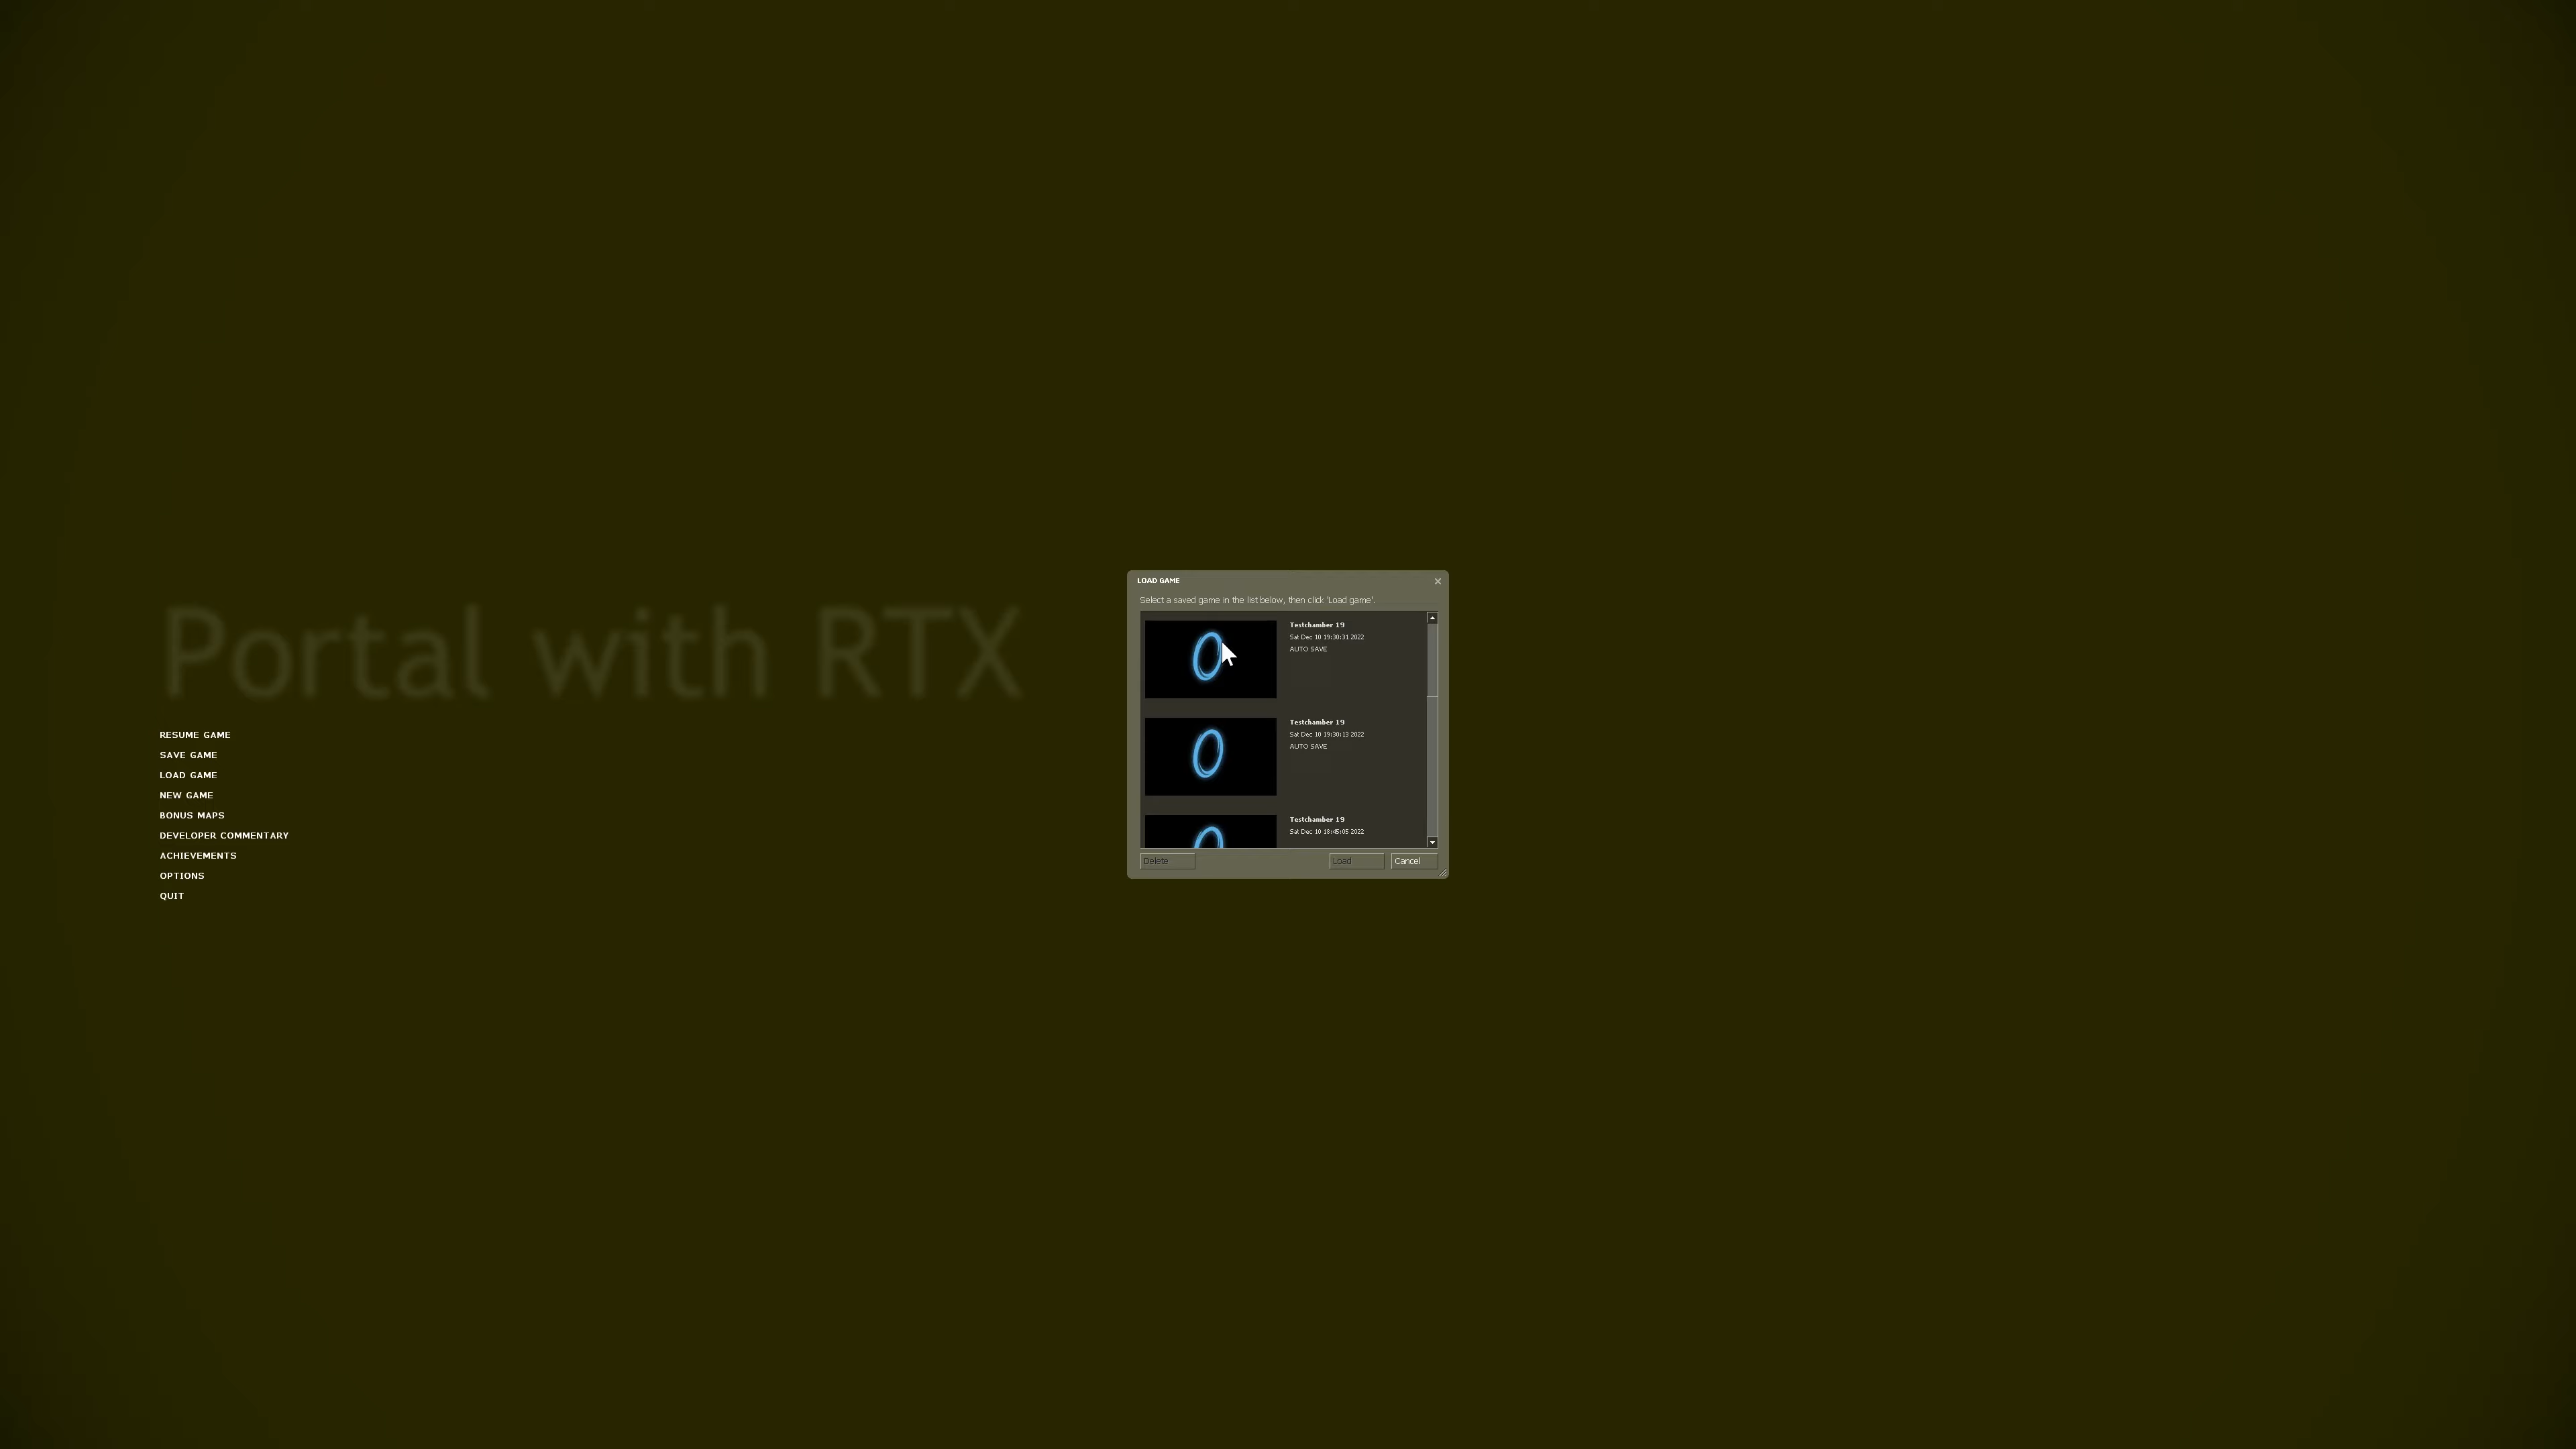 Portal with RTX
RESUME GAME
SAVE GAME
LOAD GAME
NEW GAME
BONUS MAPS
DEVELOPER COMMENTARY
ACHIEVEMENTS
OPTIONS
QUIT
LOAD GAME
Select a saved game in the list below, then click 'Load game'.
Testchamber 19
Sat Dec 10 19:30:31 2022
AUTO SAVE
Testchamber 19
Sat Dec 10 19:30:13 2022
AUTO SAVE
Testchamber 19
Sat Dec 10 18:45:05 2022
Delete
Load
Cancel